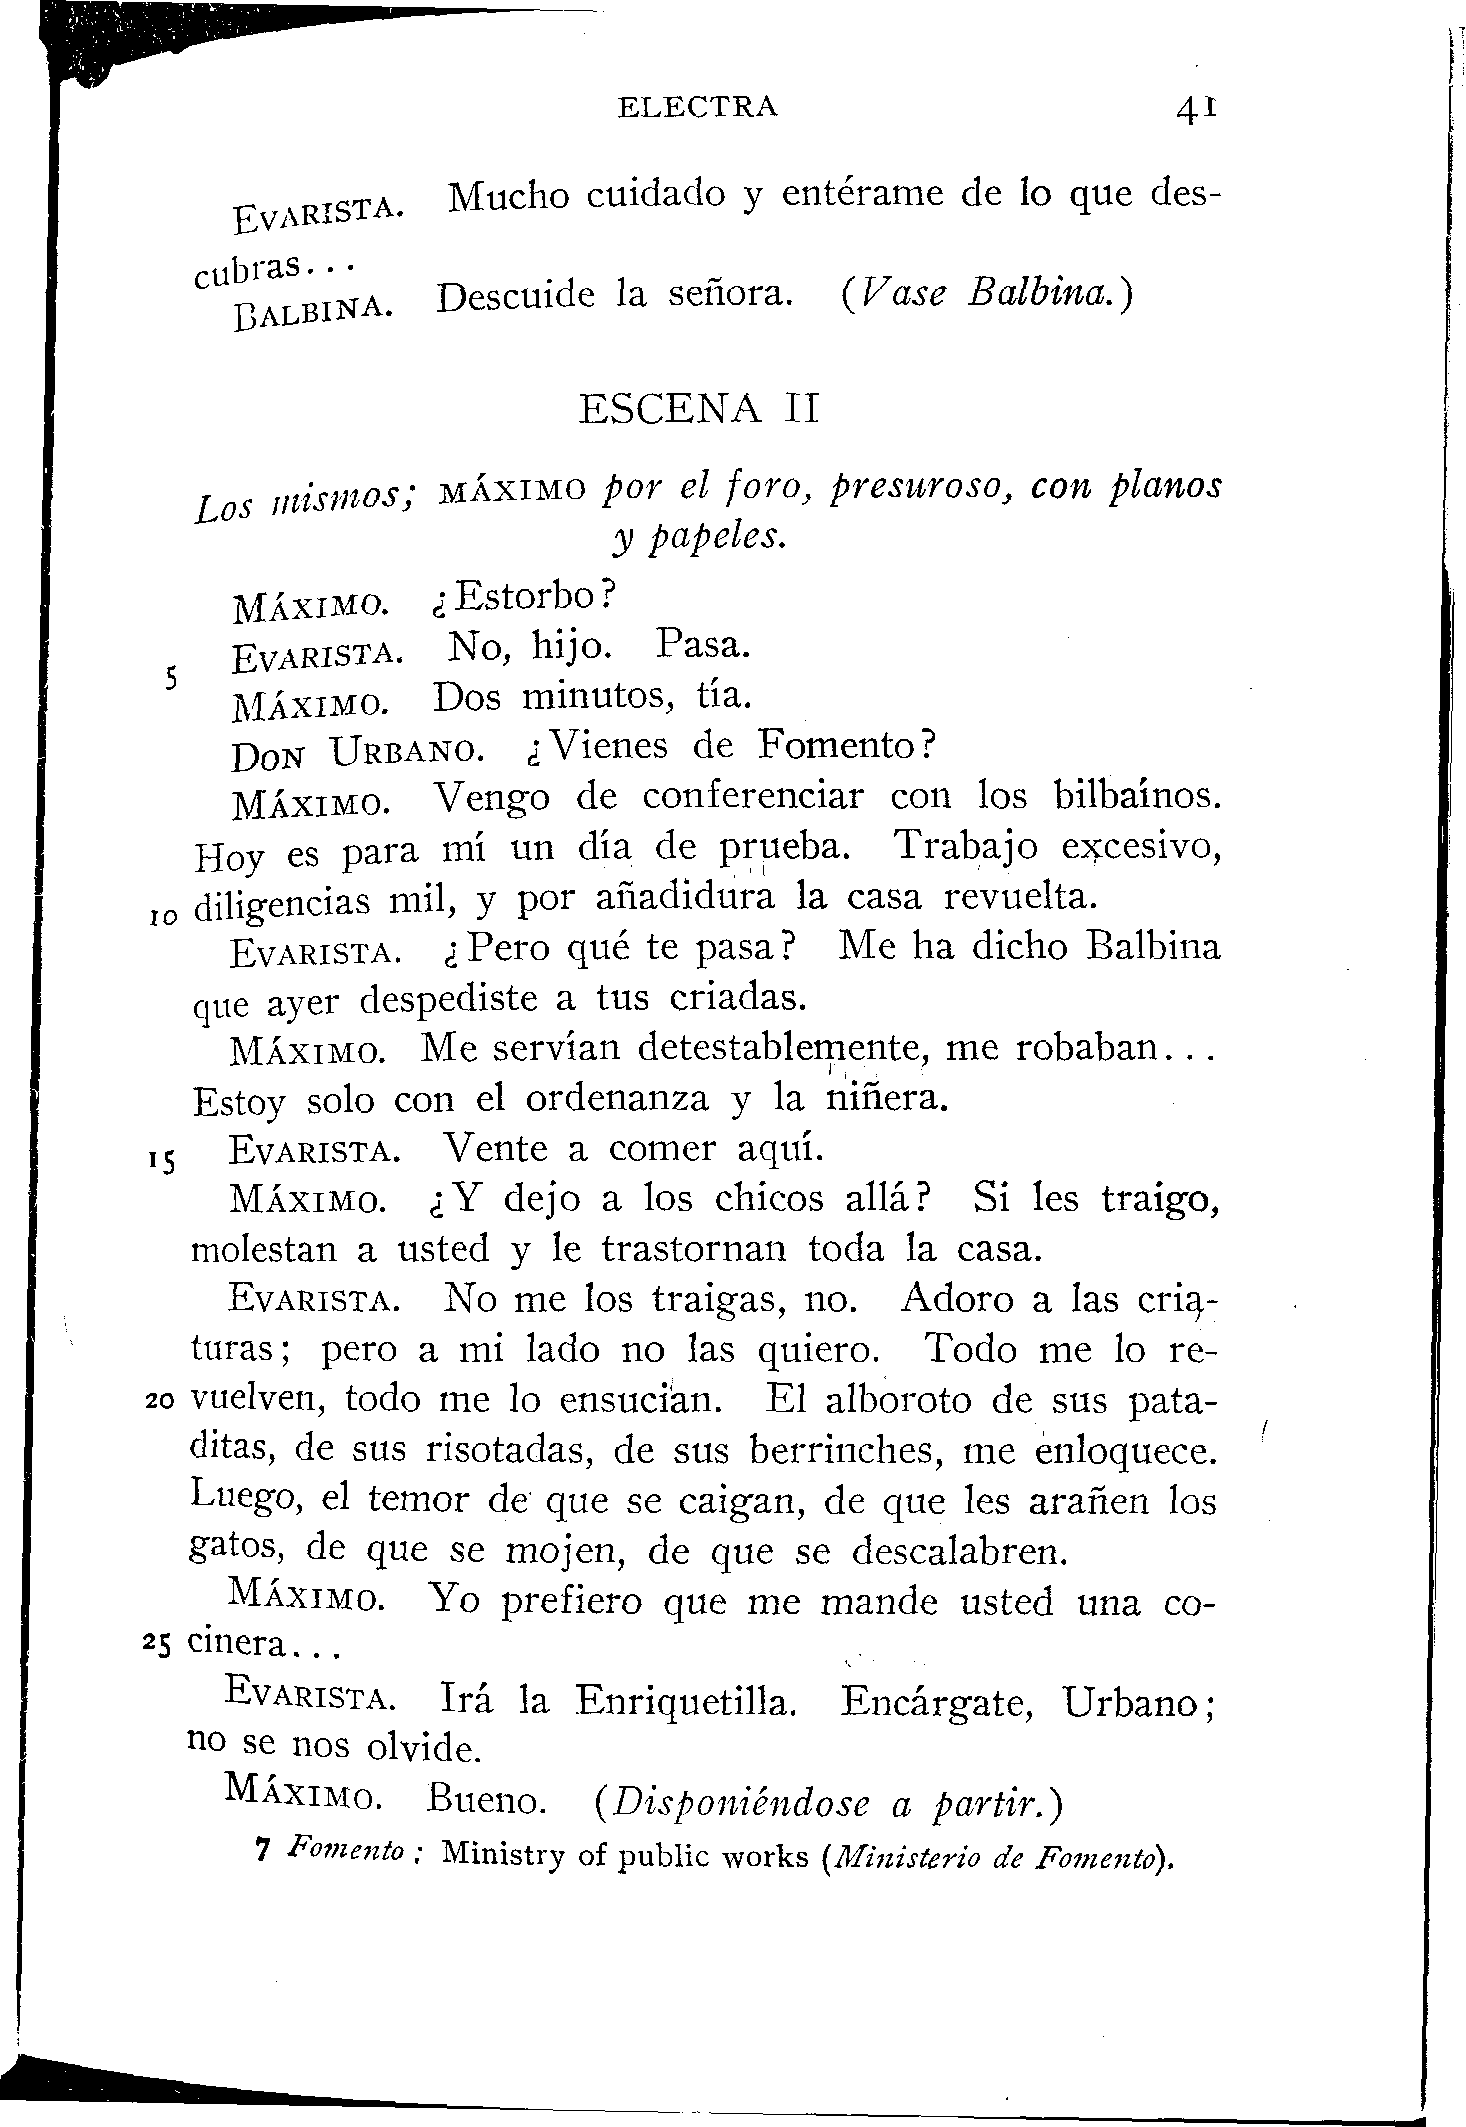 ELECTRA 41
EVARISTA. Mucho cuidado y entérame de lo que des-
cubras...
BALBINA. Descuide la señora. (Vase Balbina.)
ESCENA II
Los mismos; MÁXIMO por el foro, presuroso, con planos
y papeles.
MÁXIMO. ¿Estorbo?
5 EVARISTA. No, hijo. Pasa.
MÁXIMO. Dos minutos, tía.
DON URBANO. ¿Vienes de Fomento?
MÁXIMO. Vengo de conferenciar con los bilbaínos.
Hoy es para mí un día de prueba. Trabajo excesivo,
10 diligencias mil, y por añadidura la casa revuelta.
EVARISTA. ¿Pero qué te pasa? Me ha dicho Balbina
que ayer despediste a tus criadas.
MÁXIMO. Me servían detestablemente, me robaban...
Estoy solo con el ordenanza y la niñera.
15 EVARISTA. Vente a comer aquí.
MÁXIMO. ¿Y dejo a los chicos allá? Si les traigo,
molestan a usted y le trastornan toda la casa.
EVARISTA. No me los traigas, no. Adoro a las cria-
turas; pero a mi lado no las quiero. Todo me lo re-
20 vuelven, todo me lo ensucian. El alboroto de sus pata-
ditas, de sus risotadas, de sus berrinches, me enloquece.
Luego, el temor de que se caigan, de que les arañen los
gatos, de que se mojen, de que se descalabren.
MÁXIMO. Yo prefiero que me mande usted una co-
25 cinera...
EVARISTA. Irá la Enriquetilla. Encárgate, Urbano;
no se nos olvide.
MÁXIMO. Bueno. (Disponiéndose a partir.)
7 Fomento; Ministry of public works (Ministerio de Fomento).